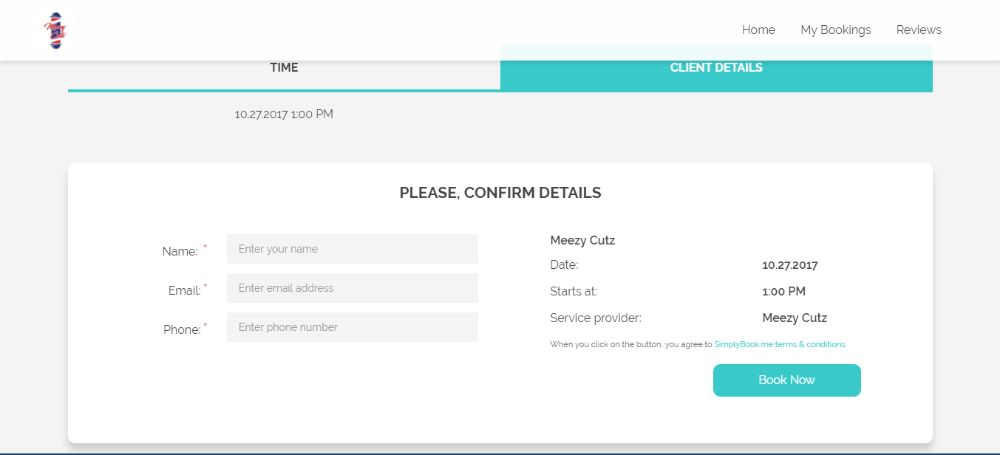 Meezy
Home My Bookings Reviews
TIME CLIENT DETAILS
10.27.2017 1:00 PM
PLEASE, CONFIRM DETAILS
Name: * Enter your name
Email: * Enter email address
Phone: * Enter phone number
Meezy Cutz
Date: 10.27.2017
Starts at: 1:00 PM
Service provider: Meezy Cutz
When you click on the button, you agree to SimplyBook.me terms & conditions
Book Now